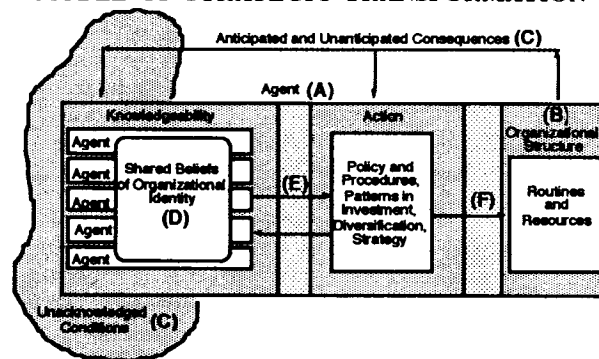 Anticipated and Unanticipated Consequences (C)
Agent (A)
Knowledgeability
Action
(B)
Organizational
Structure
Agent
Agent
Agent
Agent
Agent
Shared Beliefs
of Organizational
Identity
(D)
(E)
Policy and
Procedures,
Patterns in
Investment,
Diversification,
Strategy
(F)
Routines
and
Resources
Unacknowledged
Conditions (C)